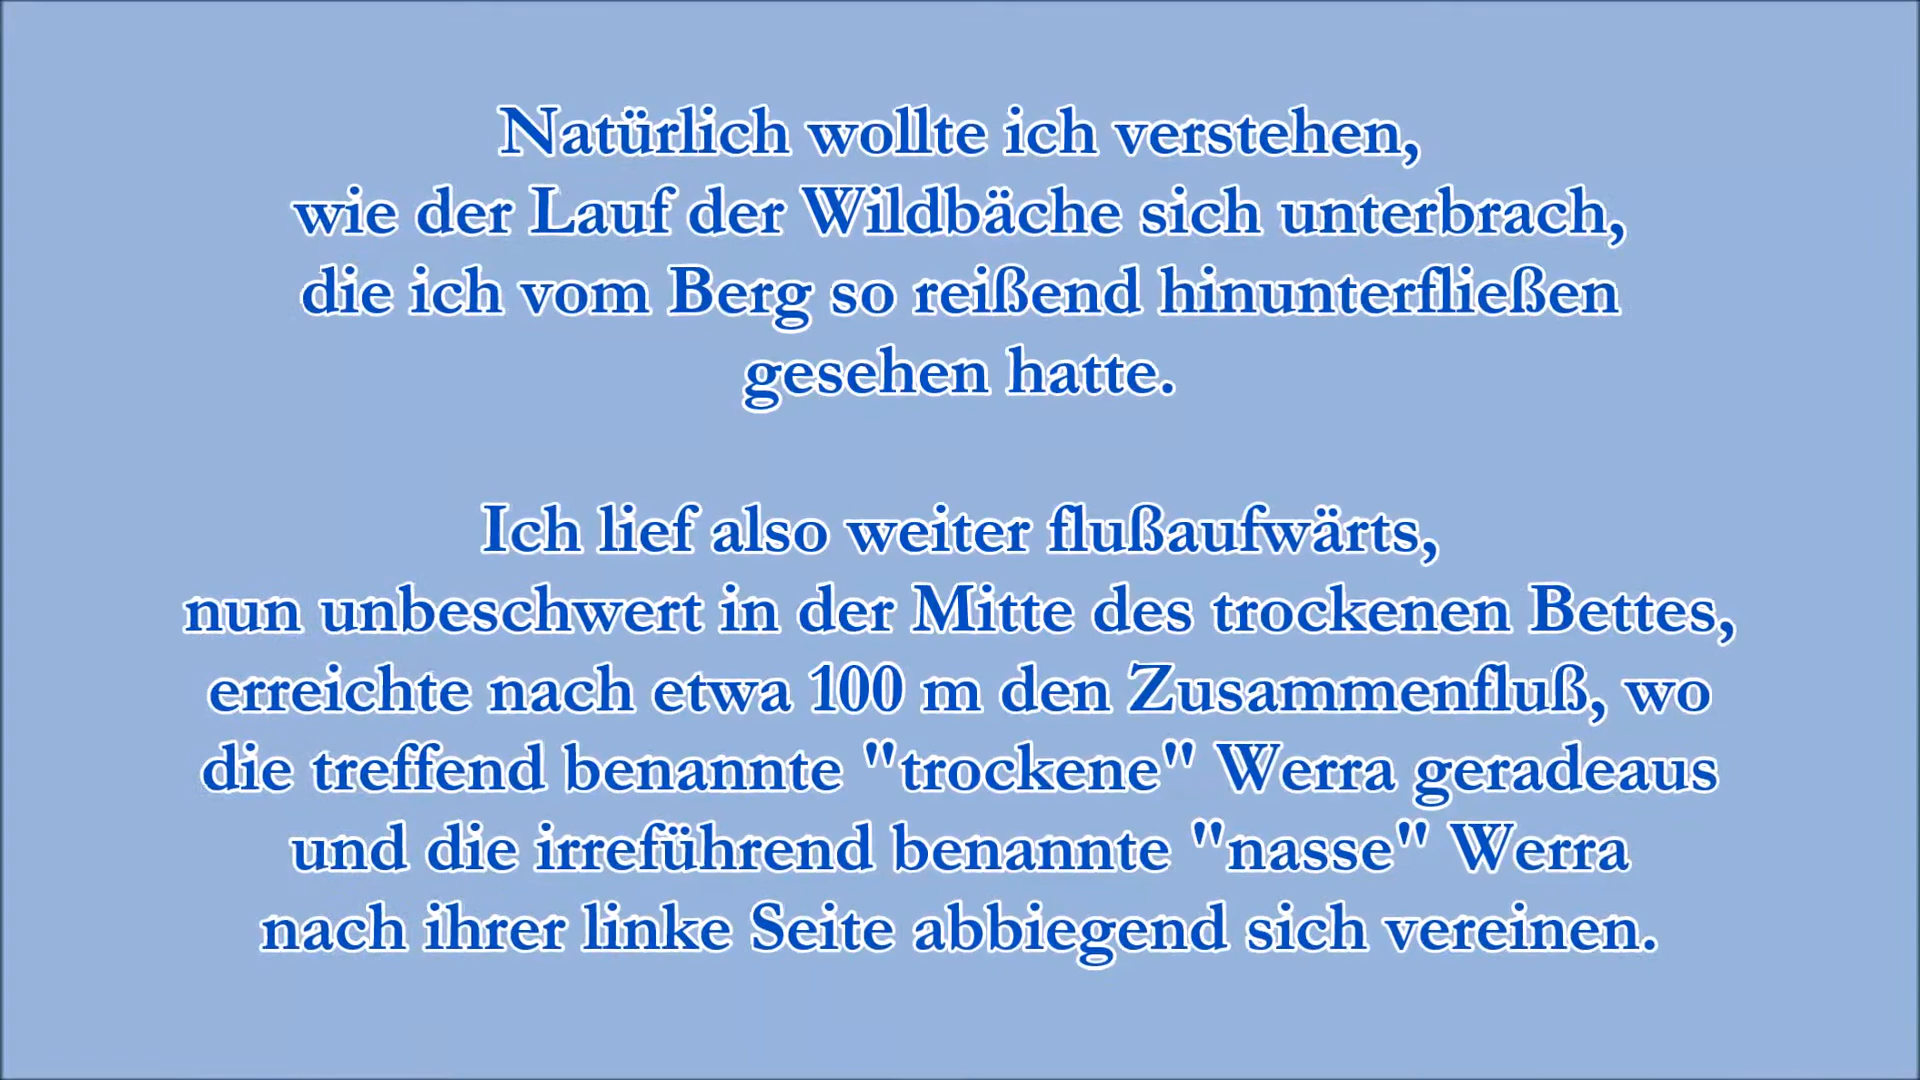 Natürlich wollte ich verstehen,
wie der Lauf der Wildbäche sich unterbrach,
die ich vom Berg so reißend hinunterfließen
gesehen hatte.
Ich lief also weiter flußaufwärts,
nun unbeschwert in der Mitte des trockenen Bettes,
erreichte nach etwa 100 m den Zusammenfluß, wo
die treffend benannte "trockene" Werra geradeaus
und die irreführend benannte "nasse" Werra
nach ihrer linke Seite abbiegend sich vereinen.